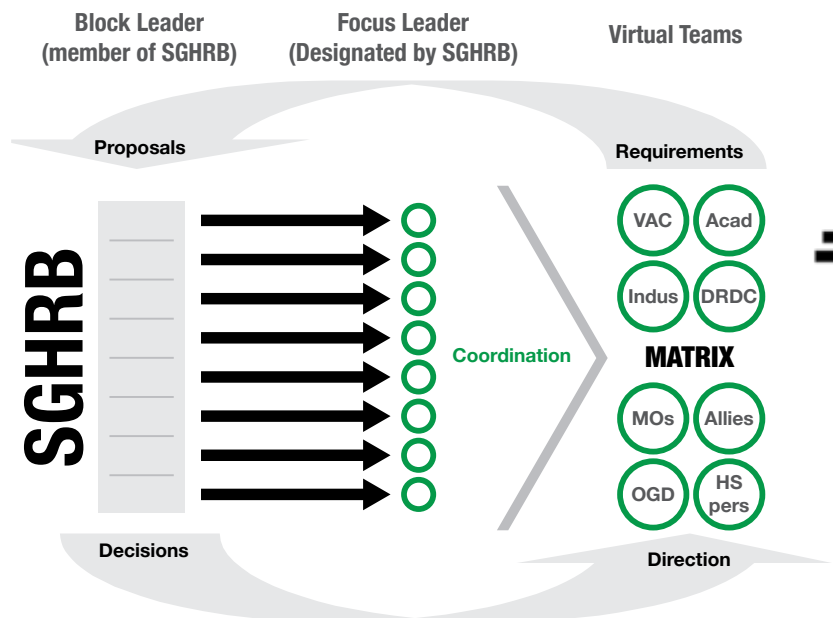 Block Leader
(member of SGHRB)
Focus Leader
(Designated by SGHRB)
Virtual Teams
Proposals
Requirements
SGHRB
VAC
Acad
Indus
DRDC
Coordination
MATRIX
MOs
Allies
OGD
HS
pers
Decisions
Direction